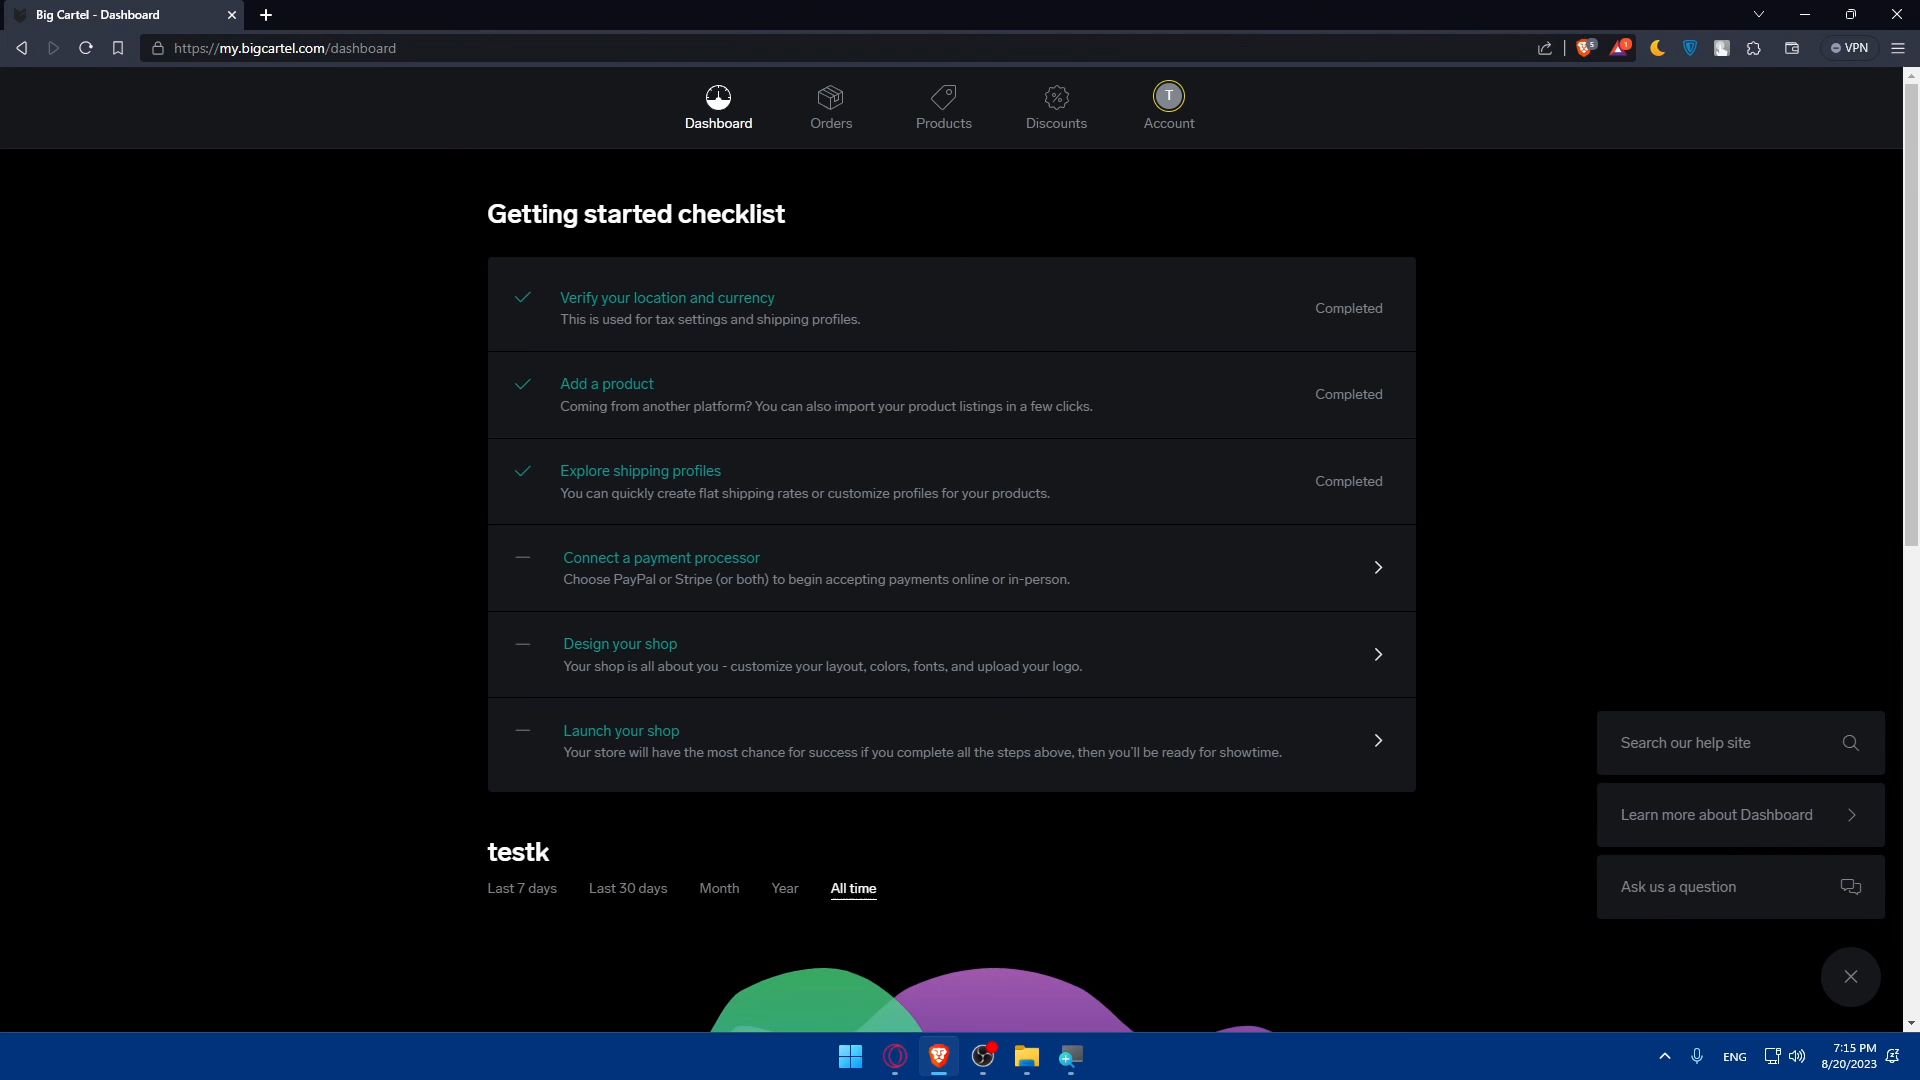 Big Cartel - Dashboard
https://my.bigcartel.com/dashboard
5
1
VPN
Dashboard
Orders
Products
Discounts
T
Account
Getting started checklist
Verify your location and currency
This is used for tax settings and shipping profiles.
Completed
Add a product
Coming from another platform? You can also import your product listings in a few clicks.
Completed
Explore shipping profiles
You can quickly create flat shipping rates or customize profiles for your products.
Completed
Connect a payment processor
Choose PayPal or Stripe (or both) to begin accepting payments online or in-person.
Design your shop
Your shop is all about you - customize your layout, colors, fonts, and upload your logo.
Launch your shop
Your store will have the most chance for success if you complete all the steps above, then you'll be ready for showtime.
Search our help site
Learn more about Dashboard
Ask us a question
testk
Last 7 days
Last 30 days
Month
Year
All time
ENG
7:15 PM
8/20/2023